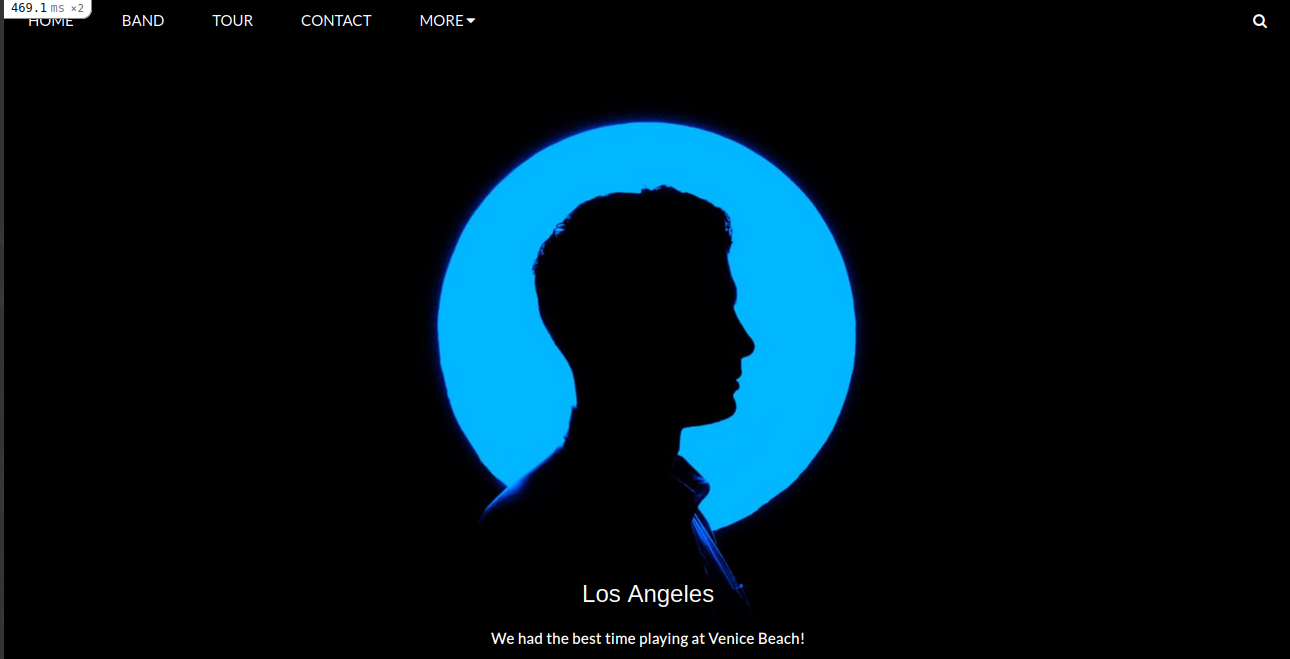 469.1 ms ×2
HOME BAND TOUR CONTACT MORE
Los Angeles
We had the best time playing at Venice Beach!